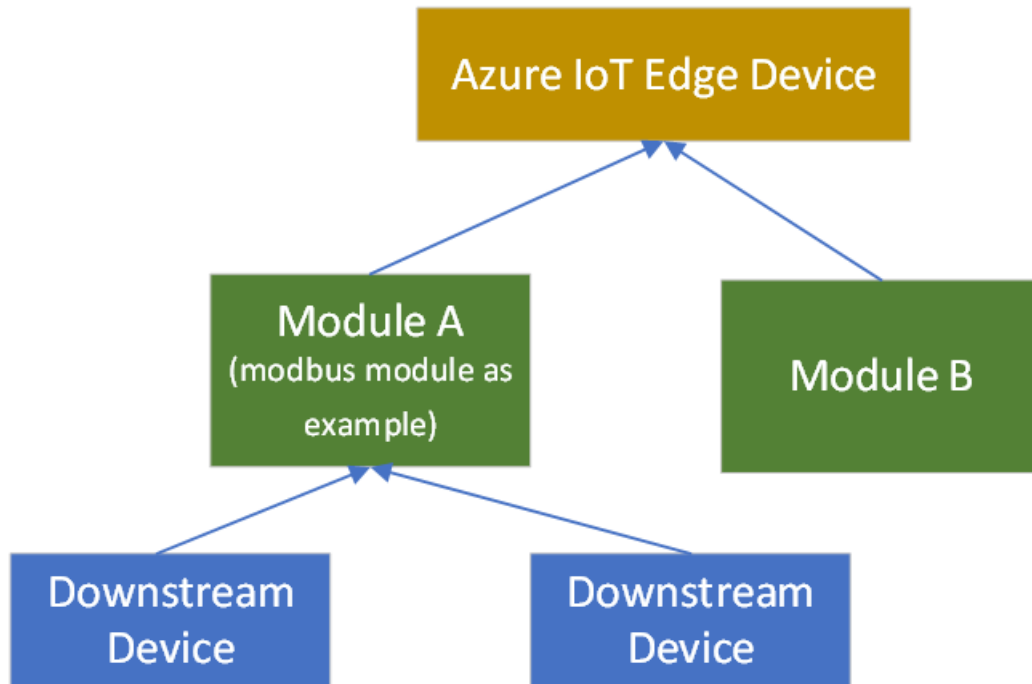 Azure IoT Edge Device
Module A
(modbus module as
example)
Module B
Downstream
Device
Downstream
Device